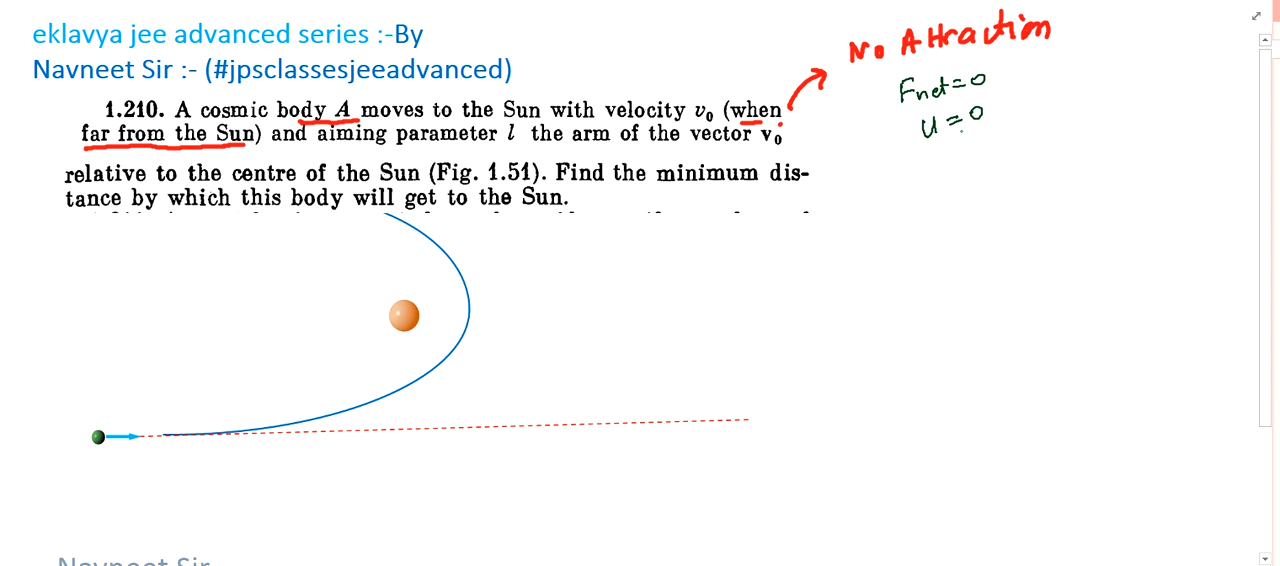 eklavya jee advanced series :-By
Navneet Sir :- (#jpsclassesjeeadvanced)
No Attraction
Fnet=0
U=0
1.210. A cosmic body A moves to the Sun with velocity v₀ (when
far from the Sun) and aiming parameter l the arm of the vector v₀
relative to the centre of the Sun (Fig. 1.51). Find the minimum dis-
tance by which this body will get to the Sun.
Navneet Sir